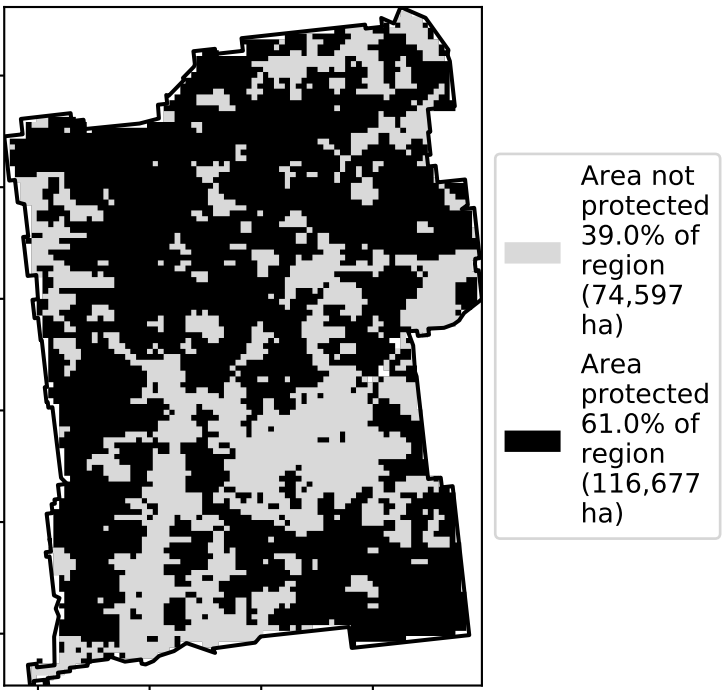 Area not
protected
39.0% of
region
(74,597
ha)
Area
protected
61.0% of
region
(116,677
ha)